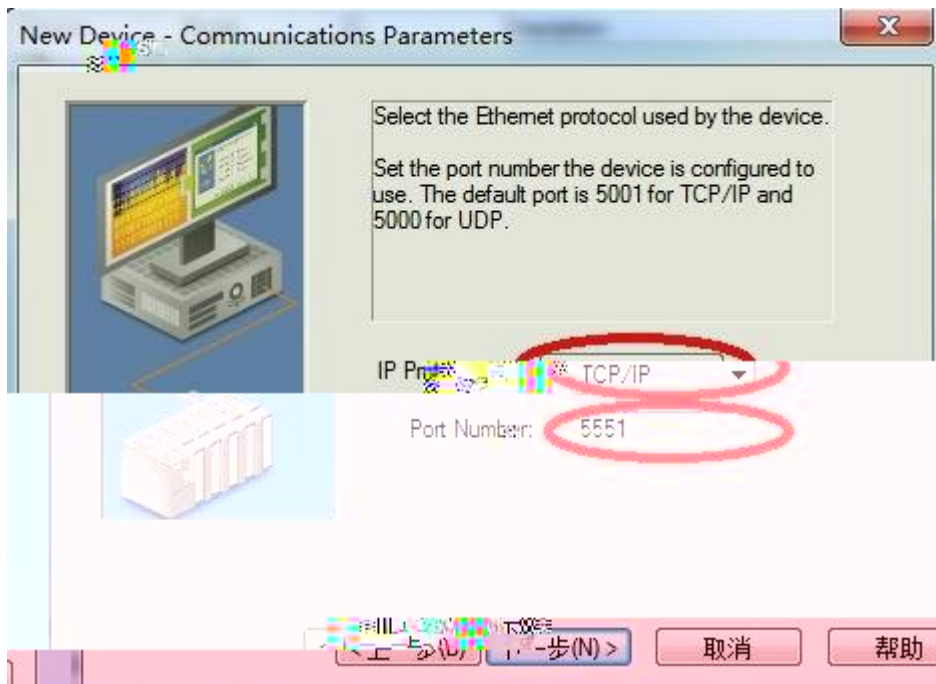 New Device - Communications Parameters
Select the Ethernet protocol used by the device.
Set the port number the device is configured to
use. The default port is 5001 for TCP/IP and
5000 for UDP.
IP
TCP/IP
Port Number:
5551
步(N) >
取消
帮助